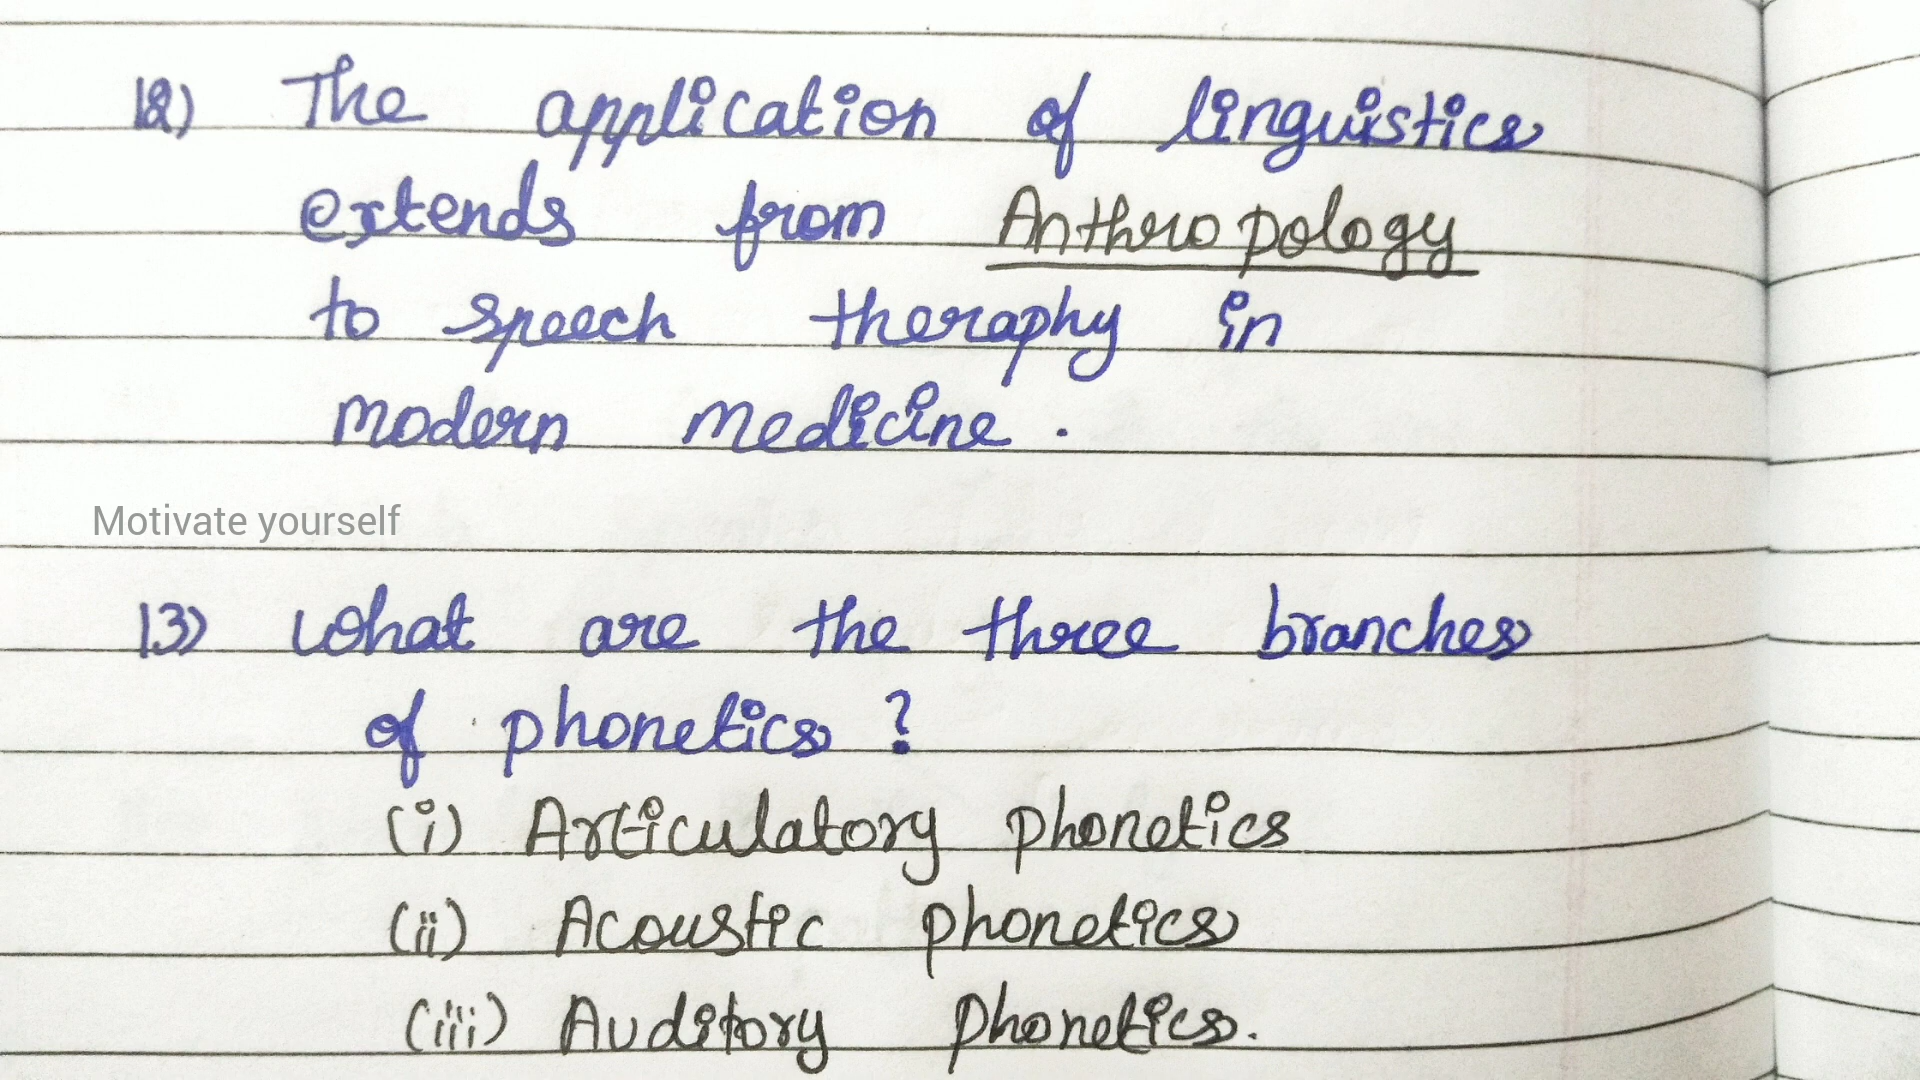 12) The application of linguistics
extends from Anthropology
to speech theraphy in
modern medicine.
Motivate yourself
13) What are the three branches
of phonetics?
(i) Articulatory phonetics
(ii) Acoustic phonetics
(iii) Auditory phonetics.